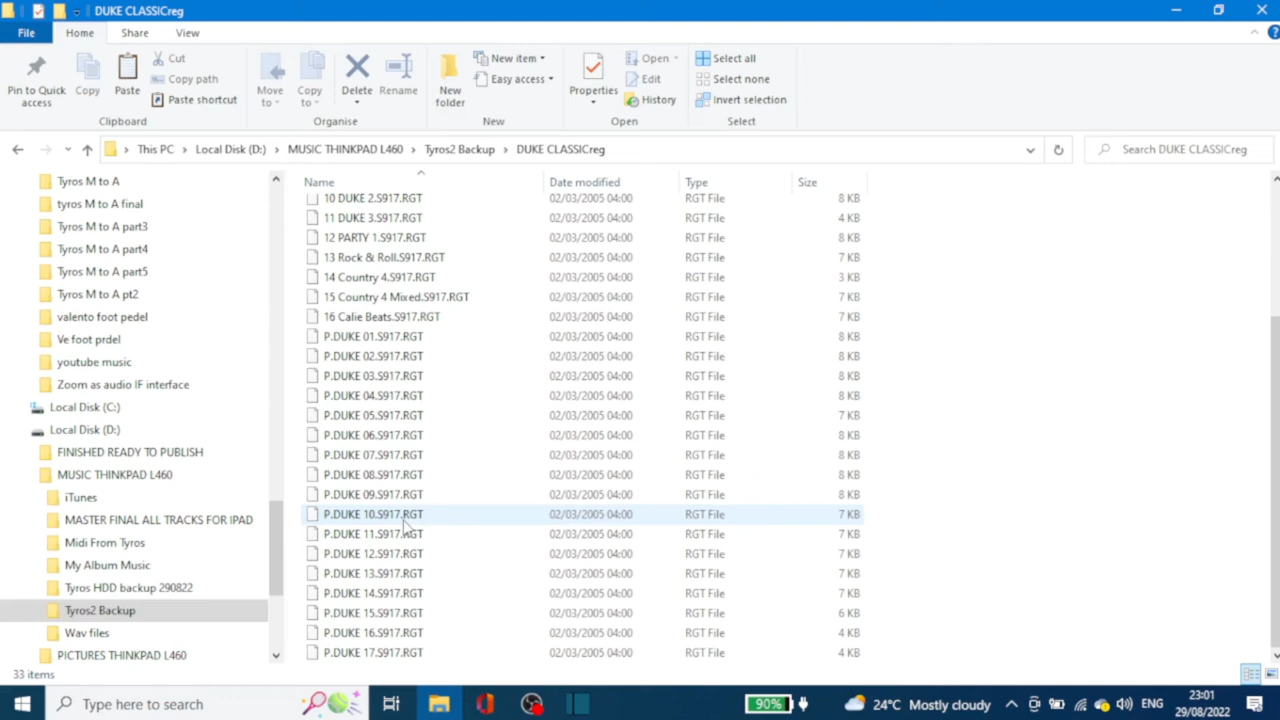 DUKE CLASSICreg
File Home Share View
Pin to Quick access
Copy
Paste
Cut
Copy path
Paste shortcut
Clipboard
Move to
Copy to
Delete
Rename
Organise
New folder
New item
Easy access
New
Properties
Open
Edit
History
Open
Select all
Select none
Invert selection
Select
This PC > Local Disk (D:) > MUSIC THINKPAD L460 > Tyros2 Backup > DUKE CLASSICreg
Search DUKE CLASSICreg
Tyros M to A
tyros M to A final
Tyros M to A part3
Tyros M to A part4
Tyros M to A part5
Tyros M to A pt2
valento foot pedel
Ve foot prdel
youtube music
Zoom as audio IF interface
Local Disk (C:)
Local Disk (D:)
FINISHED READY TO PUBLISH
MUSIC THINKPAD L460
iTunes
MASTER FINAL ALL TRACKS FOR IPAD
Midi From Tyros
My Album Music
Tyros HDD backup 290822
Tyros2 Backup
Wav files
PICTURES THINKPAD L460
Name Date modified Type Size
10 DUKE 2.S917.RGT 02/03/2005 04:00 RGT File 8 KB
11 DUKE 3.S917.RGT 02/03/2005 04:00 RGT File 4 KB
12 PARTY 1.S917.RGT 02/03/2005 04:00 RGT File 8 KB
13 Rock & Roll.S917.RGT 02/03/2005 04:00 RGT File 7 KB
14 Country 4.S917.RGT 02/03/2005 04:00 RGT File 3 KB
15 Country 4 Mixed.S917.RGT 02/03/2005 04:00 RGT File 7 KB
16 Calie Beats.S917.RGT 02/03/2005 04:00 RGT File 7 KB
P.DUKE 01.S917.RGT 02/03/2005 04:00 RGT File 8 KB
P.DUKE 02.S917.RGT 02/03/2005 04:00 RGT File 8 KB
P.DUKE 03.S917.RGT 02/03/2005 04:00 RGT File 8 KB
P.DUKE 04.S917.RGT 02/03/2005 04:00 RGT File 8 KB
P.DUKE 05.S917.RGT 02/03/2005 04:00 RGT File 7 KB
P.DUKE 06.S917.RGT 02/03/2005 04:00 RGT File 8 KB
P.DUKE 07.S917.RGT 02/03/2005 04:00 RGT File 8 KB
P.DUKE 08.S917.RGT 02/03/2005 04:00 RGT File 8 KB
P.DUKE 09.S917.RGT 02/03/2005 04:00 RGT File 8 KB
P.DUKE 10.S917.RGT 02/03/2005 04:00 RGT File 7 KB
P.DUKE 11.S917.RGT 02/03/2005 04:00 RGT File 7 KB
P.DUKE 12.S917.RGT 02/03/2005 04:00 RGT File 7 KB
P.DUKE 13.S917.RGT 02/03/2005 04:00 RGT File 7 KB
P.DUKE 14.S917.RGT 02/03/2005 04:00 RGT File 7 KB
P.DUKE 15.S917.RGT 02/03/2005 04:00 RGT File 6 KB
P.DUKE 16.S917.RGT 02/03/2005 04:00 RGT File 4 KB
P.DUKE 17.S917.RGT 02/03/2005 04:00 RGT File 4 KB
33 items
Type here to search
90%
24°C Mostly cloudy
ENG
23:01
29/08/2022